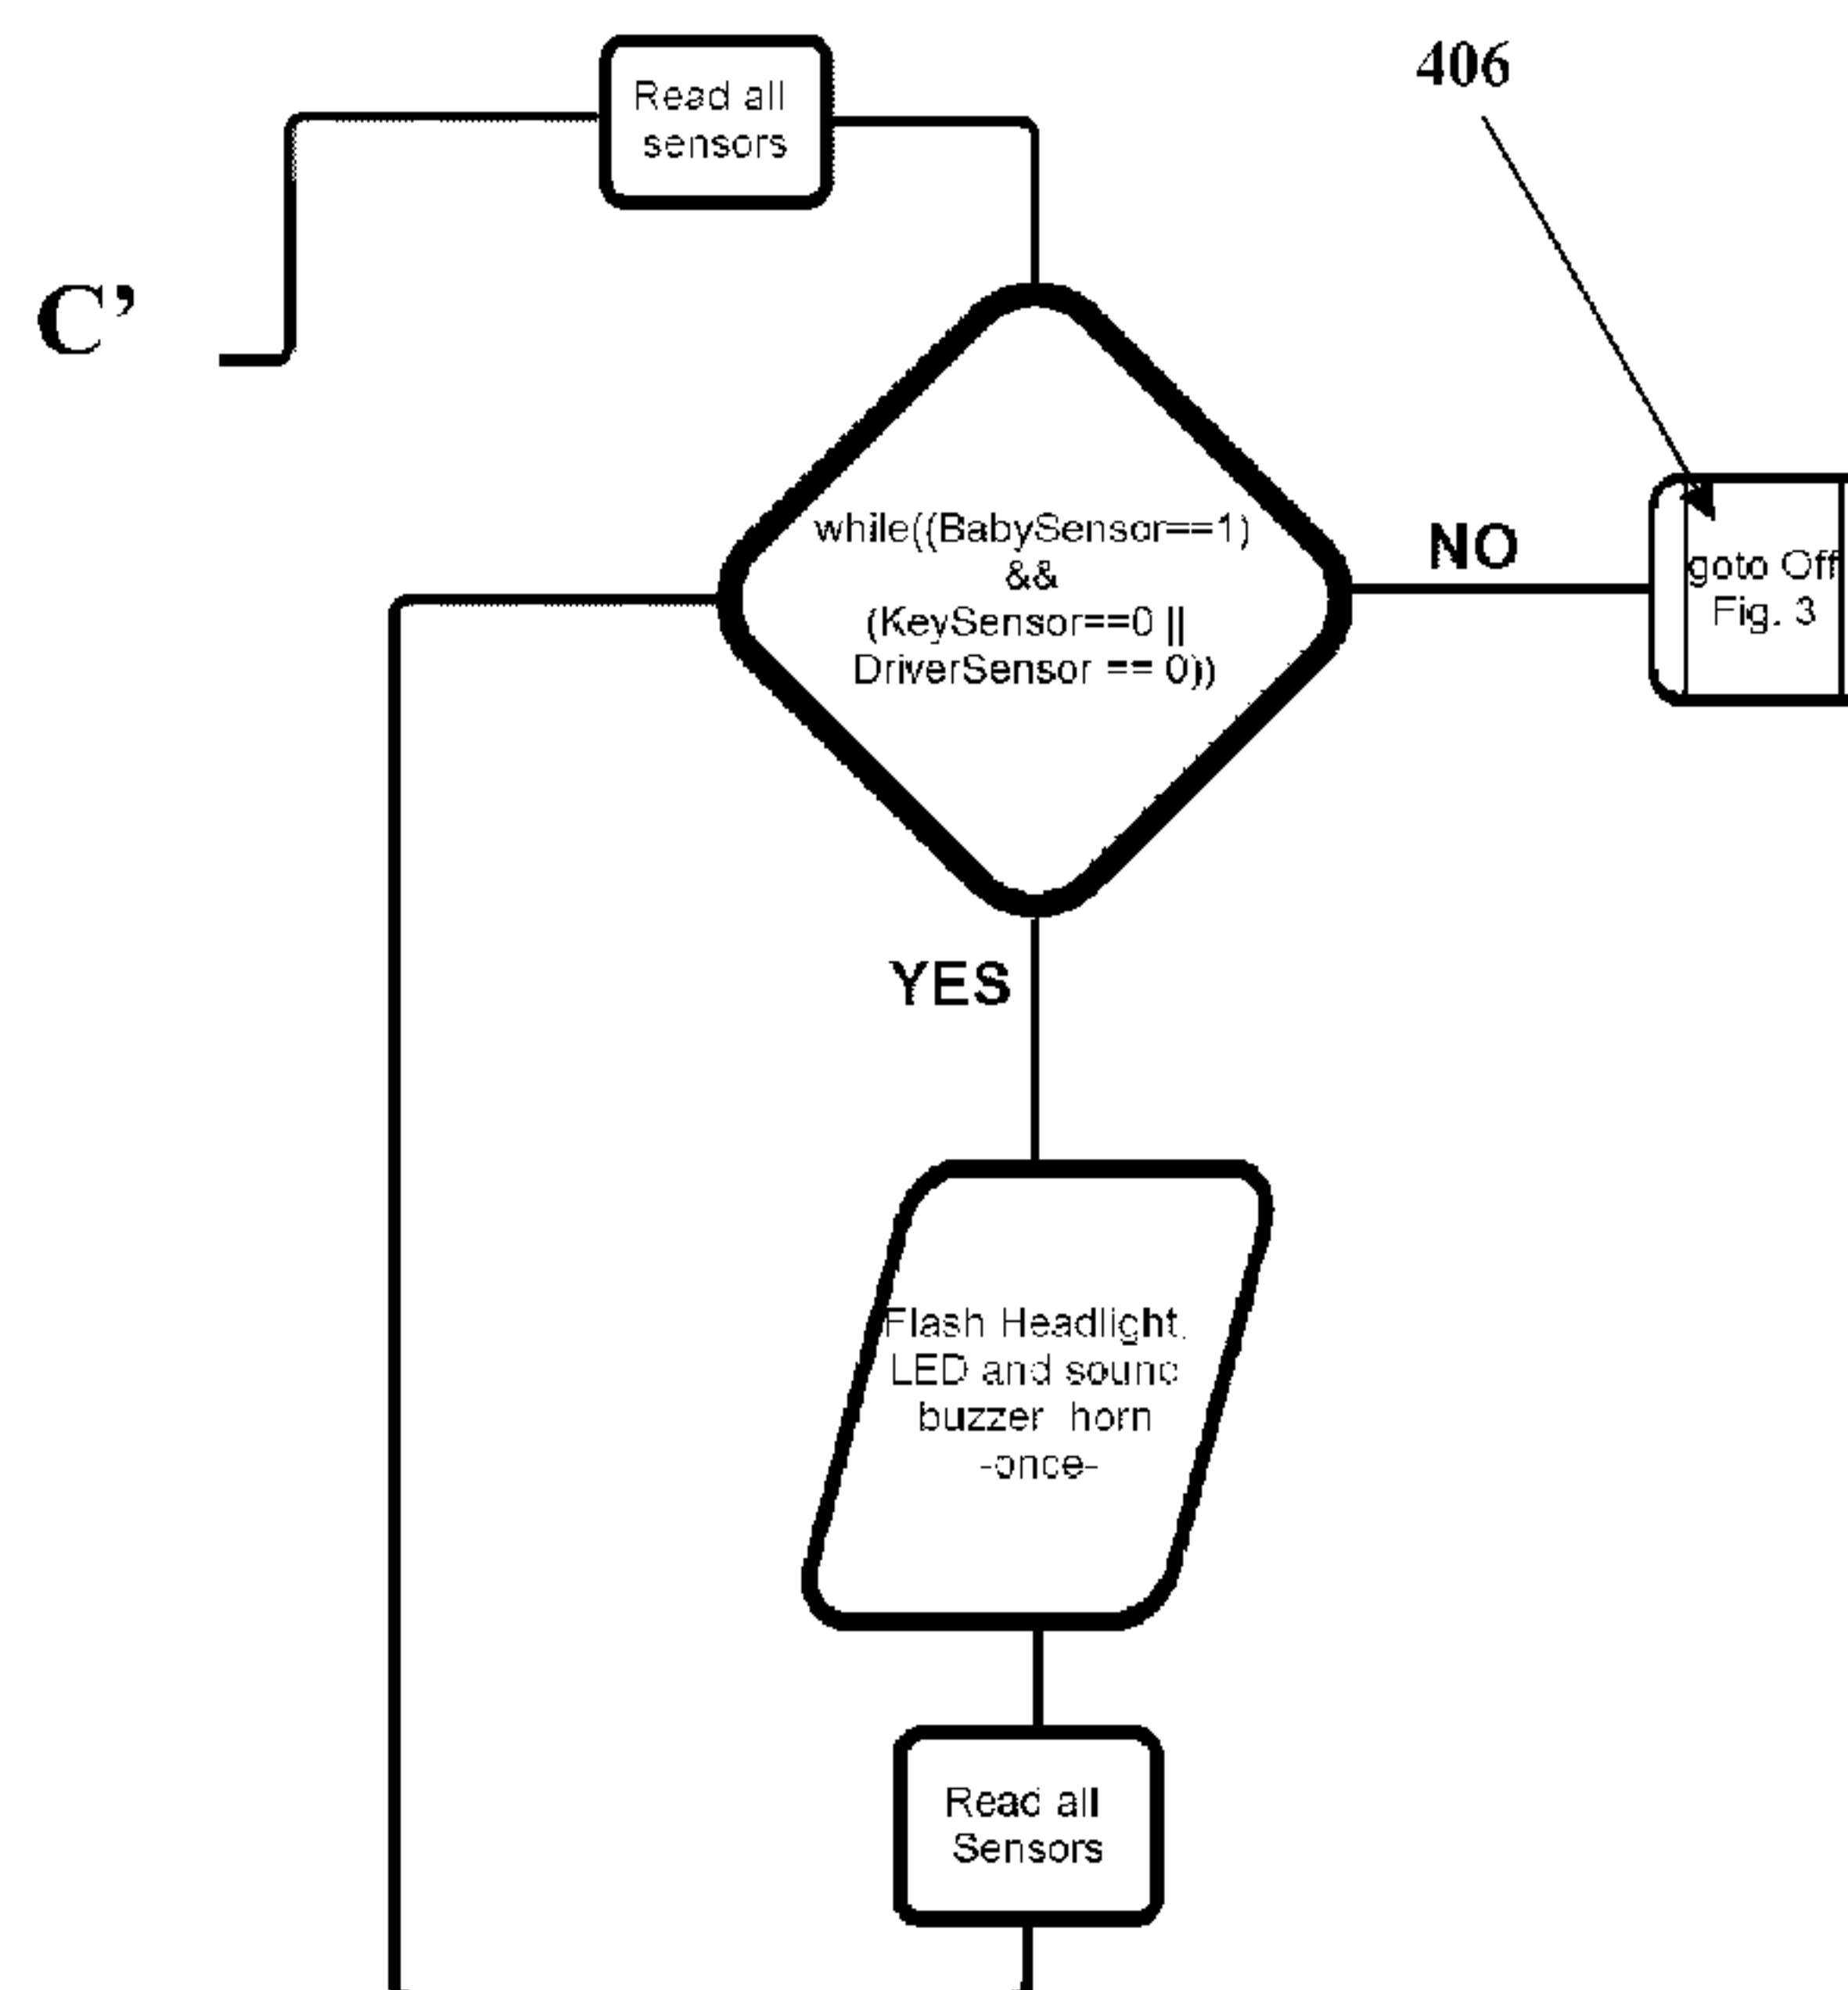 Read all
sensors
406
C’
while((BabySensor==1)
&&
(KeySensor==0 ||
DriverSensor == 0))
NO
goto Off
Fig. 3
YES
Flash Headlight,
LED and sound
buzzer horn
-once-
Read all
Sensors